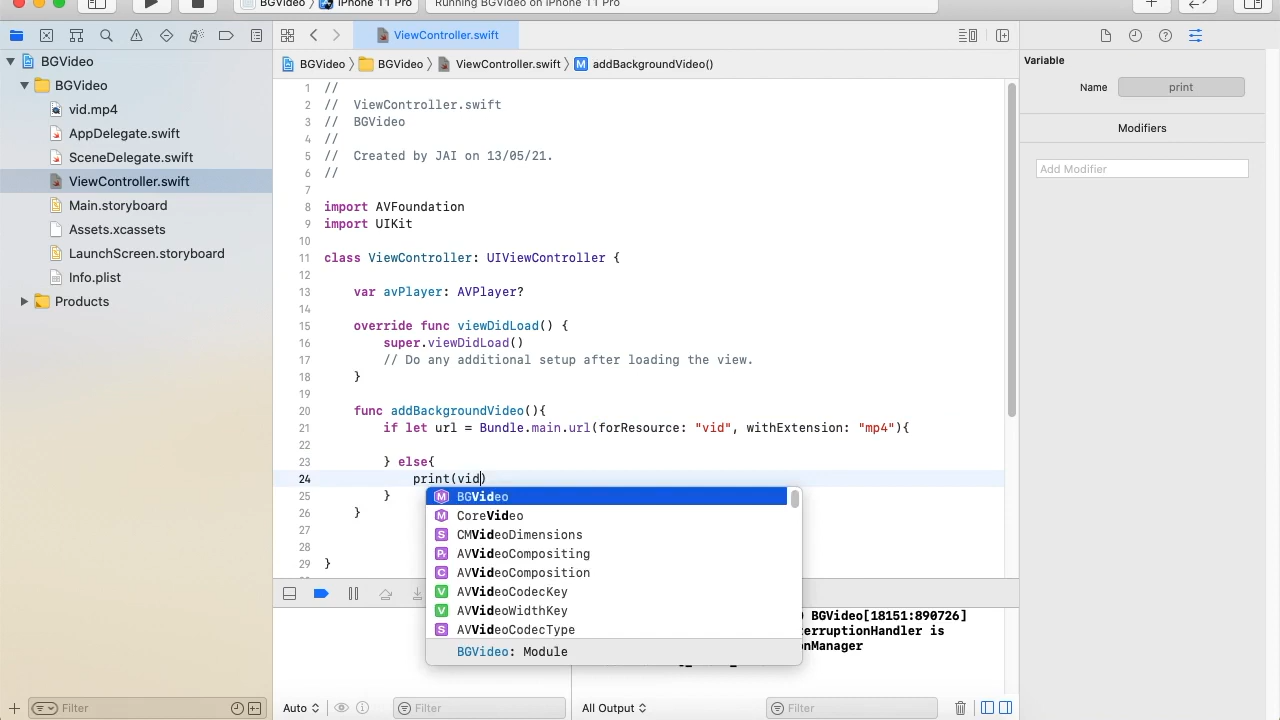 BGVideo
iPhone 11 Pro
Running BGVideo on iPhone 11 Pro
ViewController.swift
BGVideo
BGVideo
vid.mp4
AppDelegate.swift
SceneDelegate.swift
ViewController.swift
Main.storyboard
Assets.xcassets
LaunchScreen.storyboard
Info.plist
Products
Filter
BGVideo
BGVideo
ViewController.swift
M
addBackgroundVideo()
1 //
2 //  ViewController.swift
3 //  BGVideo
4 //
5 //  Created by JAI on 13/05/21.
6 //
7
8 import AVFoundation
9 import UIKit
10
11 class ViewController: UIViewController {
12
13     var avPlayer: AVPlayer?
14
15     override func viewDidLoad() {
16         super.viewDidLoad()
17         // Do any additional setup after loading the view.
18     }
19
20     func addBackgroundVideo(){
21         if let url = Bundle.main.url(forResource: "vid", withExtension: "mp4"){
22
23         } else{
24             print(vid)
25         }
26     }
27
28
29 }
M BGVideo
M CoreVideo
S CMVideoDimensions
Pr AVVideoCompositing
C AVVideoComposition
V AVVideoCodecKey
V AVVideoWidthKey
S AVVideoCodecType
BGVideo: Module
BGVideo[18151:890726]
erruptionHandler is
onManager
Auto
Filter
All Output
Filter
Variable
Name
print
Modifiers
Add Modifier